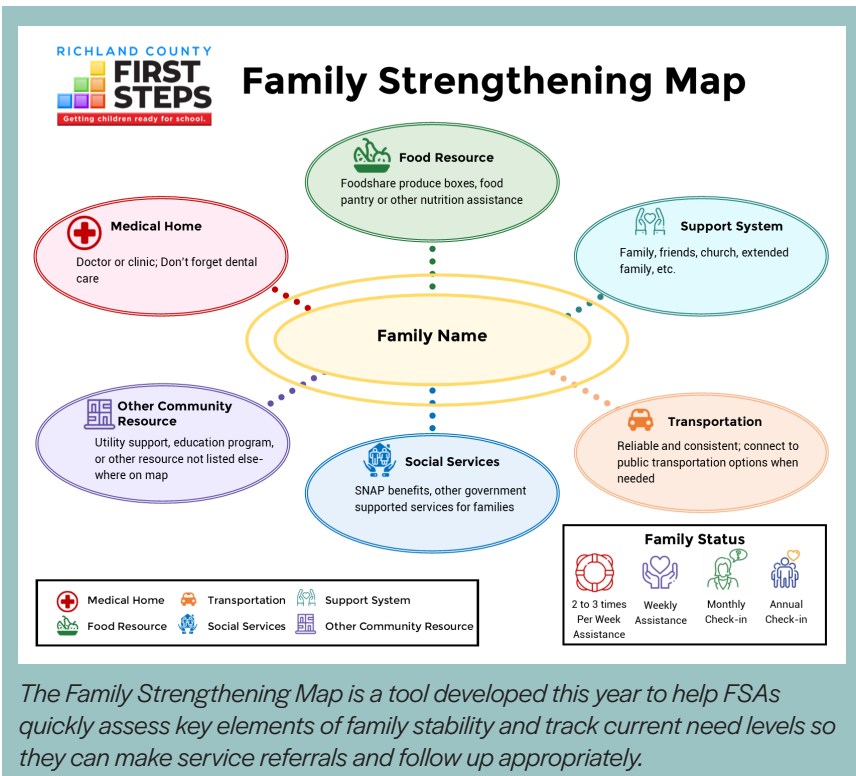 RICHLAND COUNTY
FIRST
STEPS
Getting children ready for school.
Family Strengthening Map
Food Resource
Foodshare produce boxes, food
pantry or other nutrition assistance
Medical Home
Doctor or clinic; Don't forget dental
care
Support System
Family, friends, church, extended
family, etc.
Family Name
Other Community
Resource
Utility support, education program,
or other resource not listed else-
where on map
Social Services
SNAP benefits, other government
supported services for families
Transportation
Reliable and consistent; connect to
public transportation options when
needed
Family Status
2 to 3 times
Per Week
Assistance
Weekly
Assistance
Monthly
Check-in
Annual
Check-in
Medical Home
Transportation
Support System
Food Resource
Social Services
Other Community Resource
The Family Strengthening Map is a tool developed this year to help FSAs
quickly assess key elements of family stability and track current need levels so
they can make service referrals and follow up appropriately.